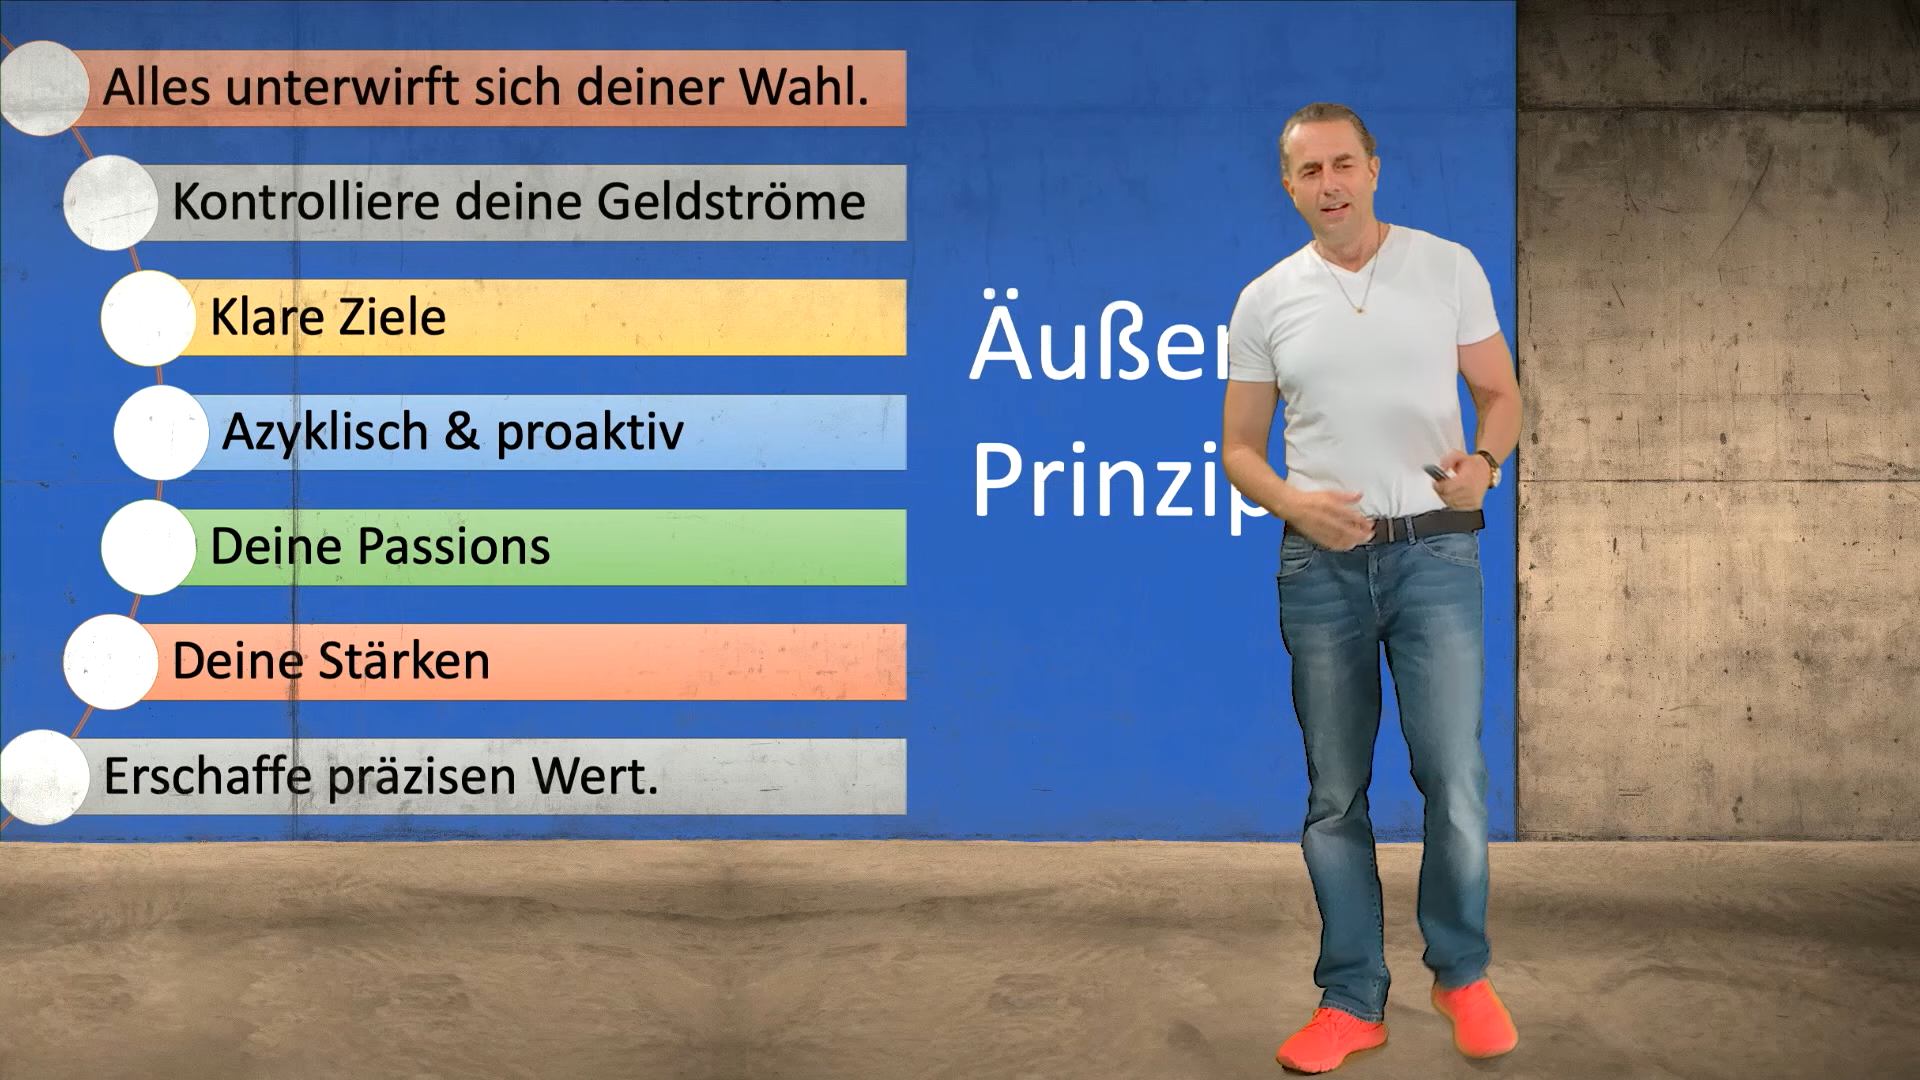 Alles unterwirft sich deiner Wahl.
Kontrolliere deine Geldströme
Klare Ziele
Azyklisch & proaktiv
Deine Passions
Deine Stärken
Erschaffe präzisen Wert.